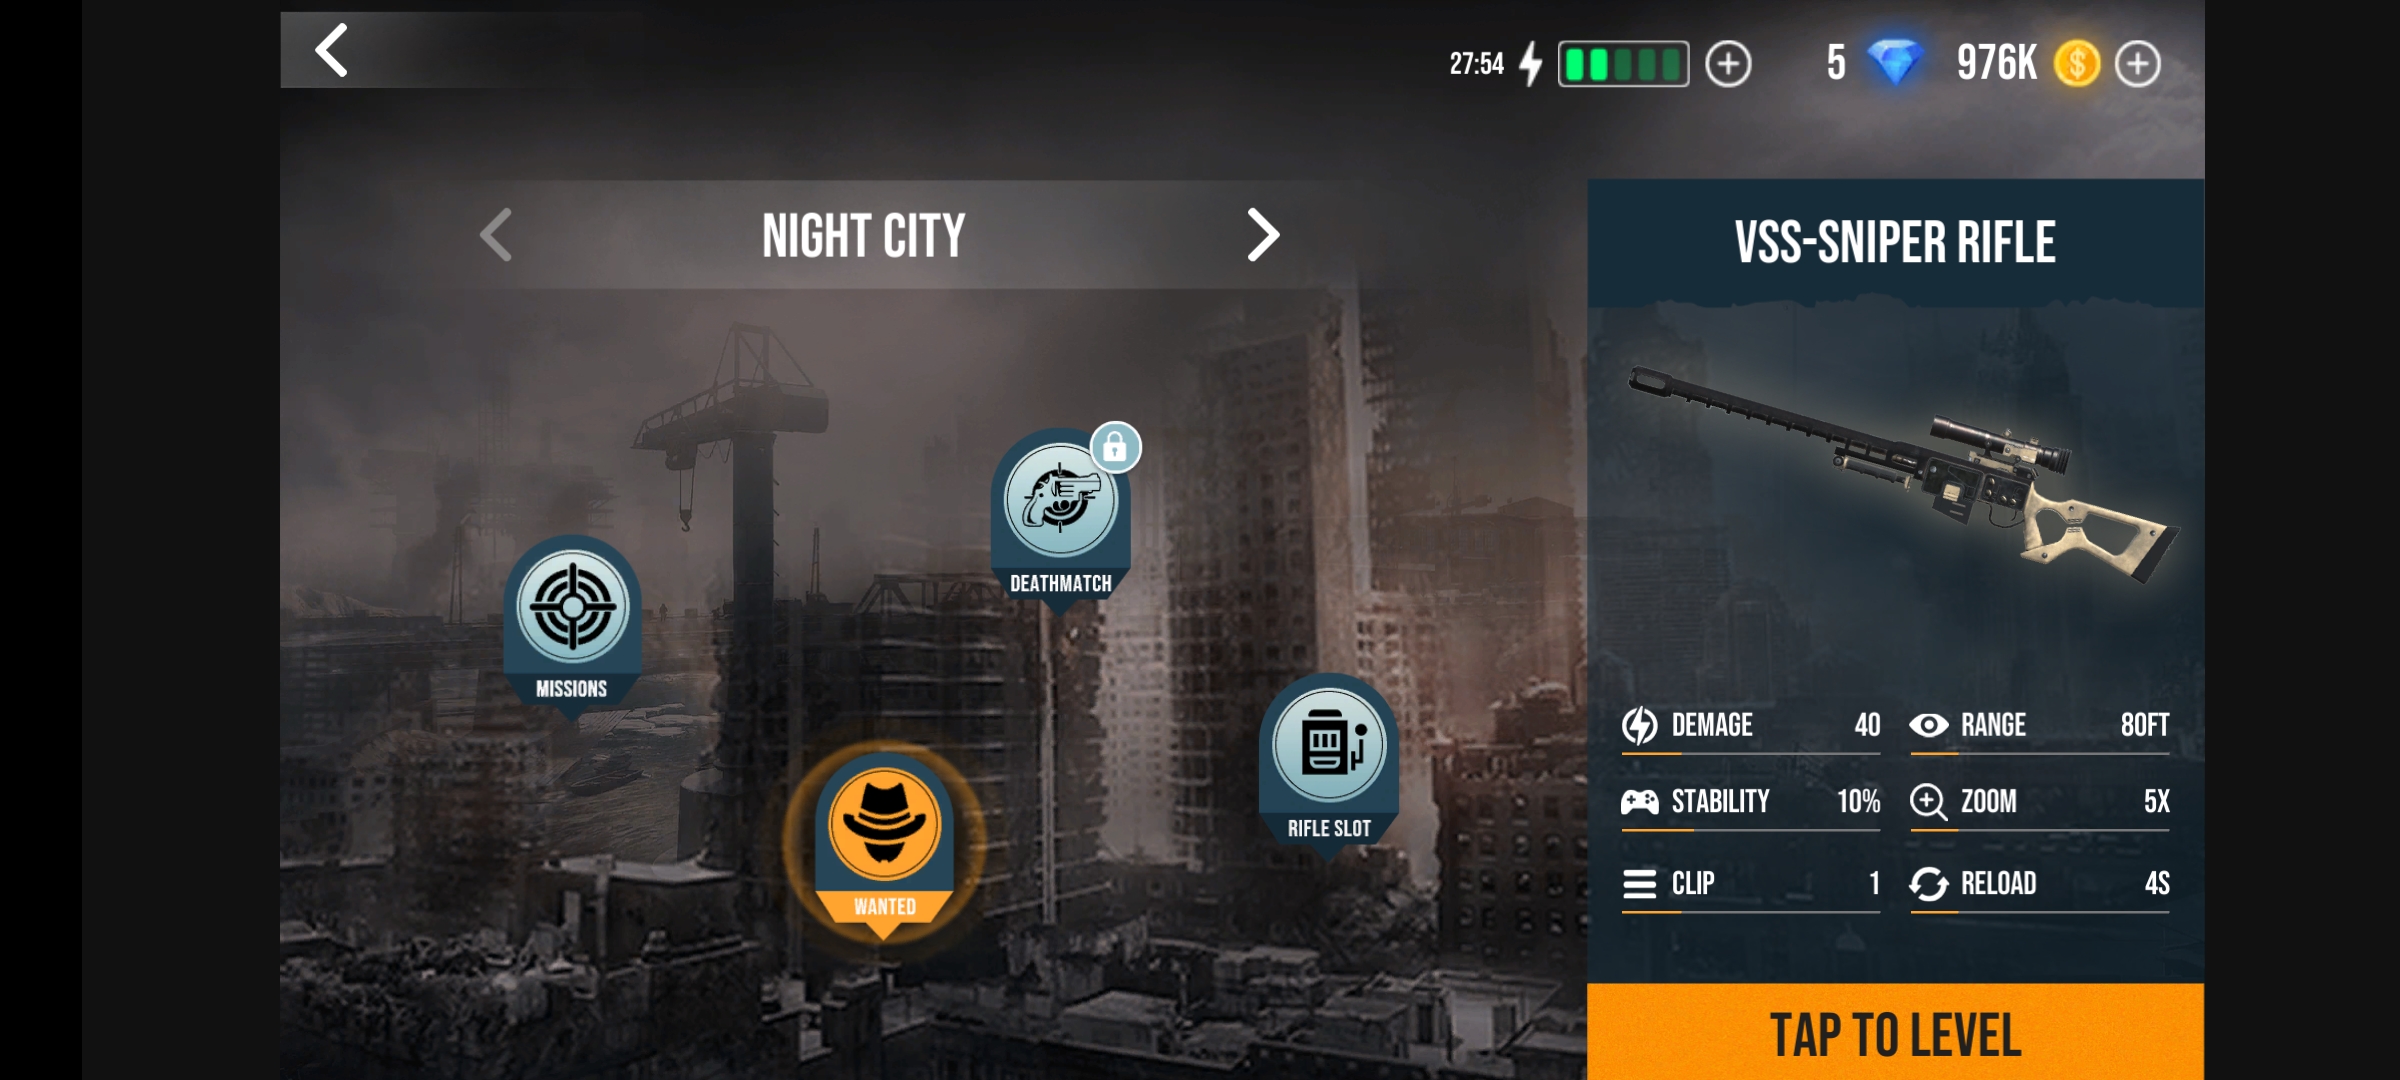 27:54
5
976K
NIGHT CITY
VSS-SNIPER RIFLE
DEATHMATCH
MISSIONS
WANTED
RIFLE SLOT
DEMAGE 40
RANGE 80FT
STABILITY 10%
ZOOM 5X
CLIP 1
RELOAD 4S
TAP TO LEVEL